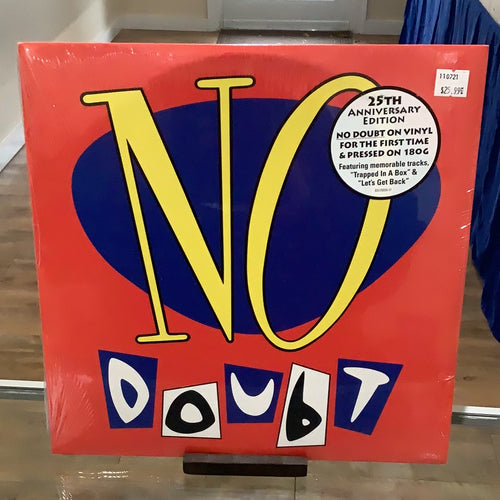 NO
DOUBT
110721
$25.99
25TH
ANNIVERSARY
EDITION
NO DOUBT ON VINYL
FOR THE FIRST TIME
& PRESSED ON 180G
Featuring memorable tracks,
"Trapped In A Box" &
"Let's Get Back"